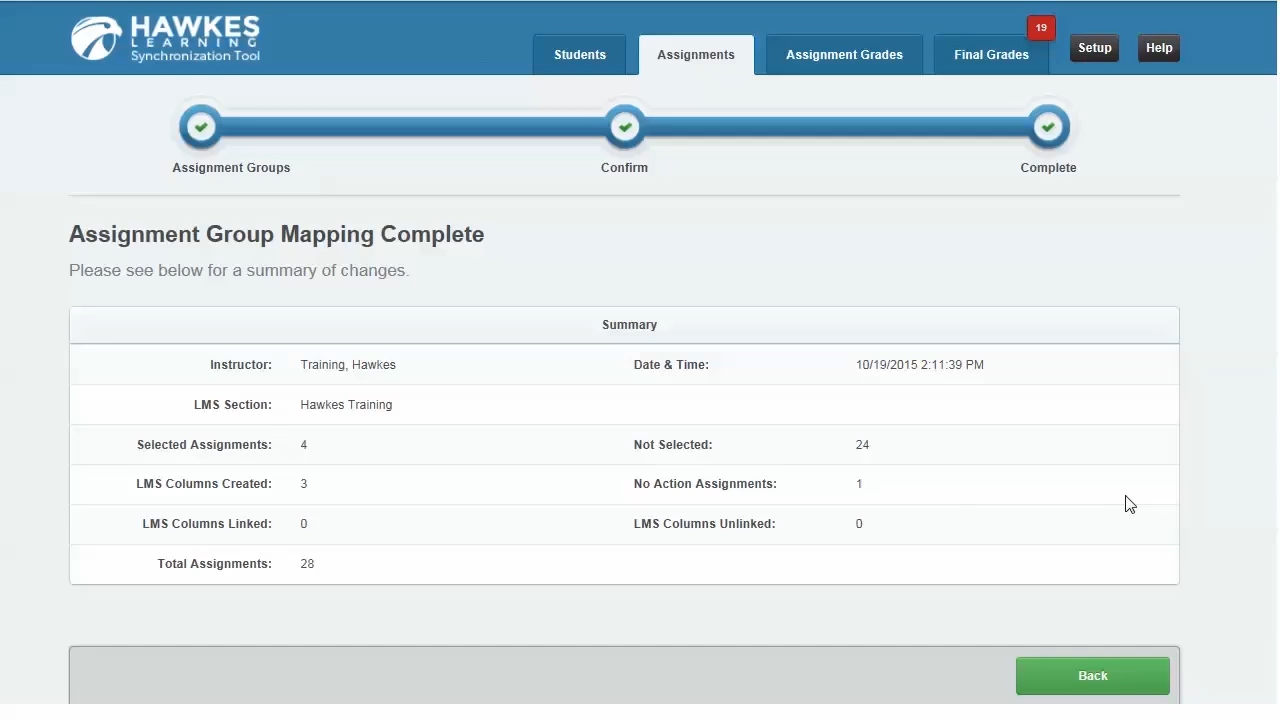 HAWKES
LEARNING
Synchronization Tool
Students
Assignments
Assignment Grades
Final Grades
19
Setup
Help
Assignment Groups
Confirm
Complete
Assignment Group Mapping Complete
Please see below for a summary of changes.
Summary
Instructor: Training, Hawkes Date & Time: 10/19/2015 2:11:39 PM
LMS Section: Hawkes Training
Selected Assignments: 4 Not Selected: 24
LMS Columns Created: 3 No Action Assignments: 1
LMS Columns Linked: 0 LMS Columns Unlinked: 0
Total Assignments: 28
Back